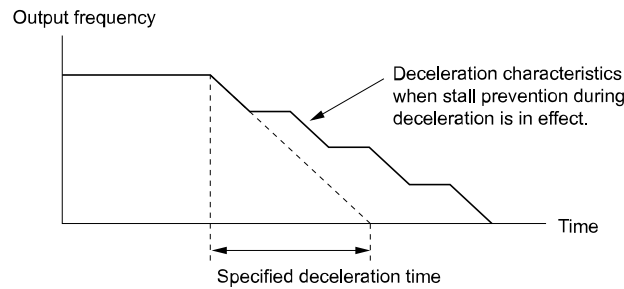 Output frequency
Deceleration characteristics
when stall prevention during
deceleration is in effect.
Time
Specified deceleration time